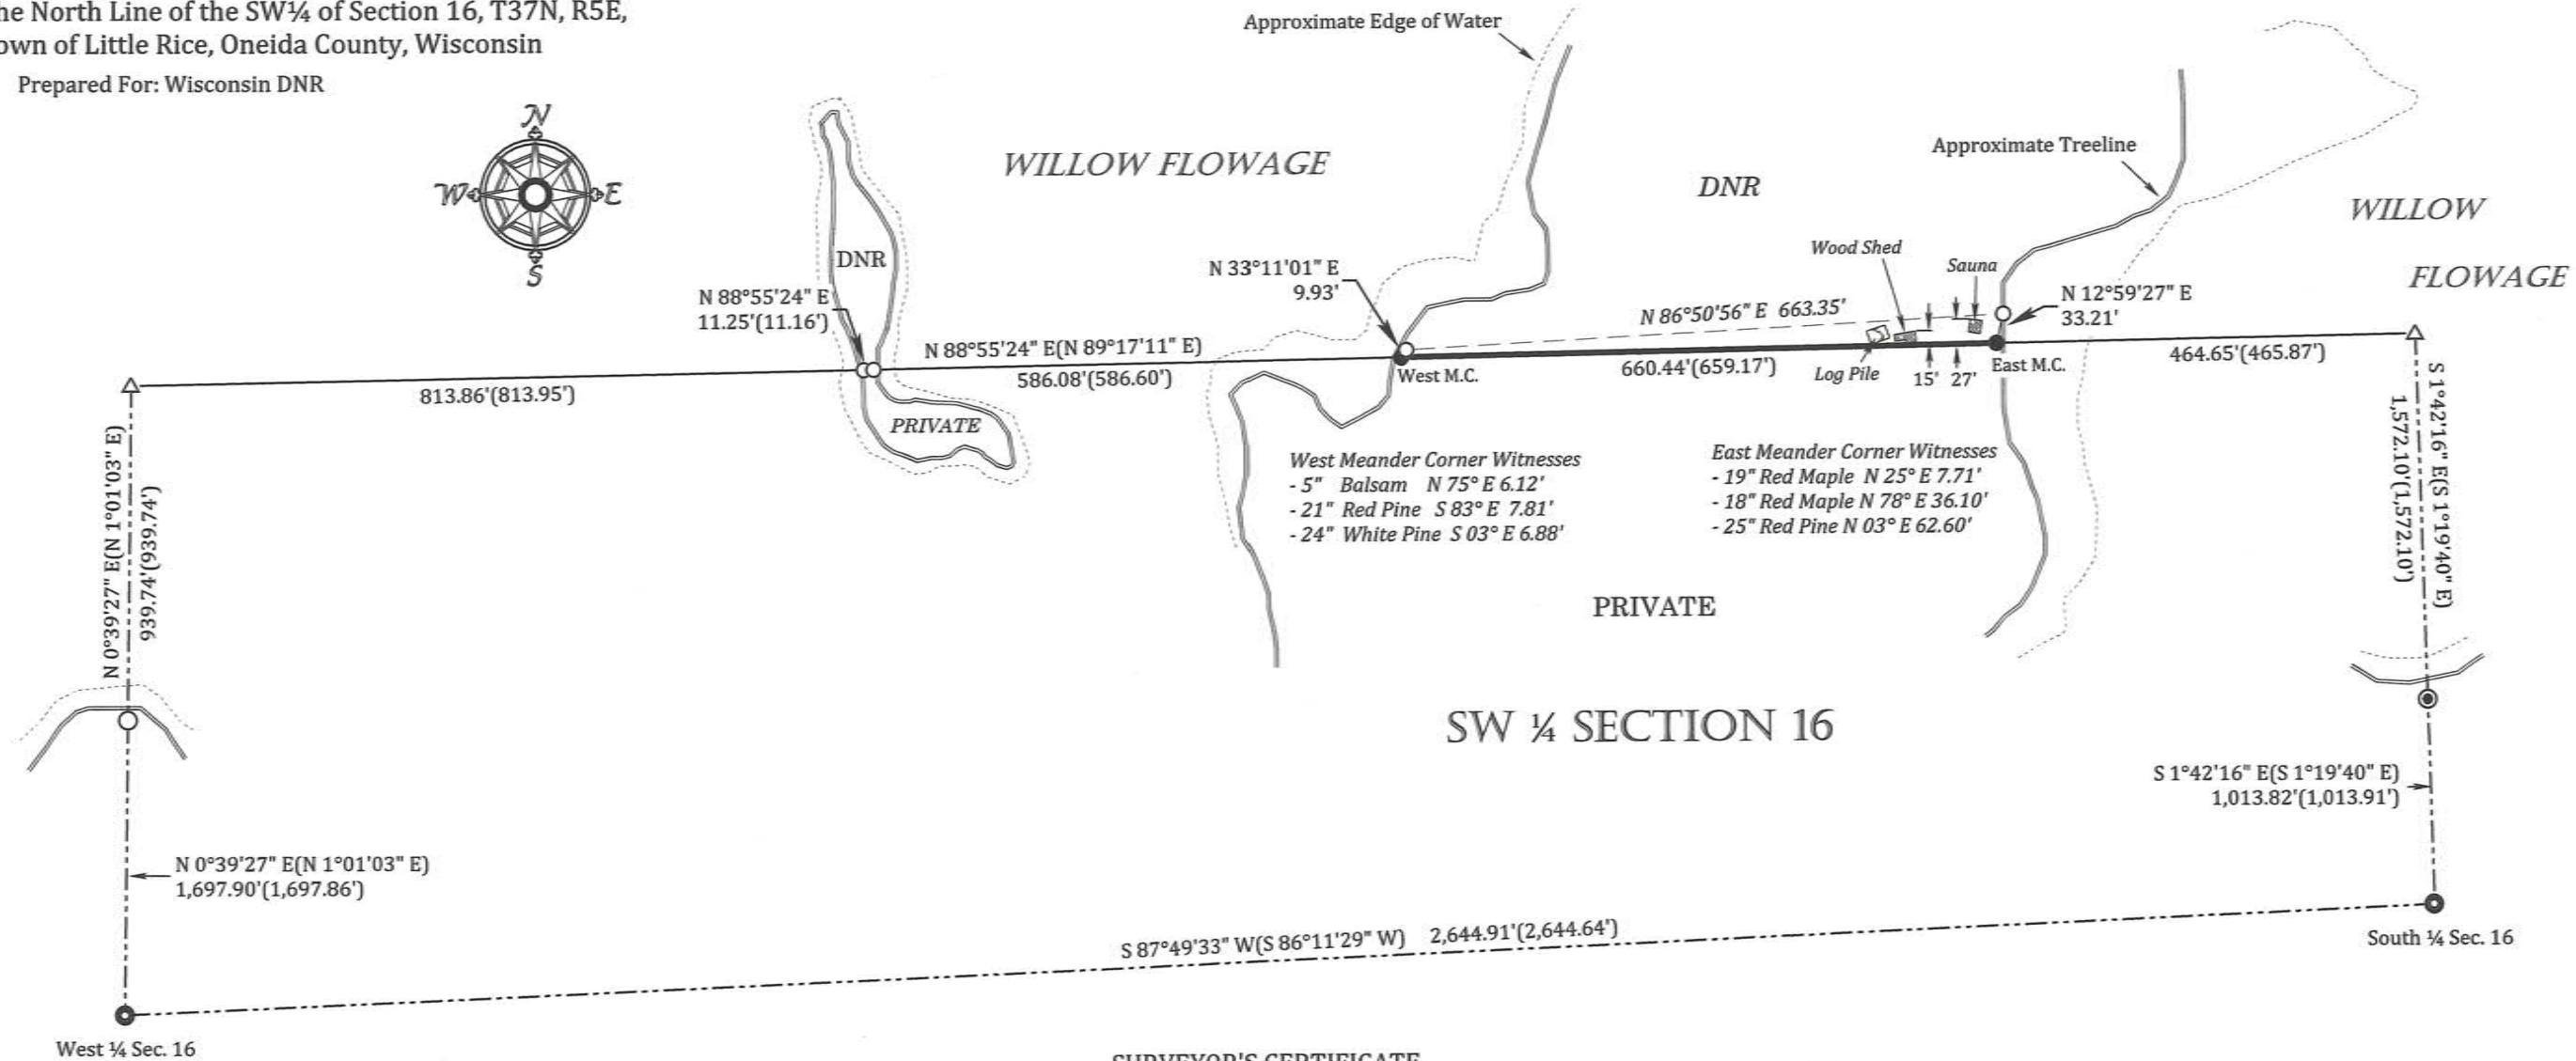 he North Line of the SW¼ of Section 16, T37N, R5E,
own of Little Rice, Oneida County, Wisconsin
Prepared For: Wisconsin DNR
N
W E
S
Approximate Edge of Water
WILLOW FLOWAGE
DNR
Approximate Treeline
WILLOW
FLOWAGE
DNR
N 88°55'24" E
11.25'(11.16')
N 33°11'01" E
9.93'
Wood Shed
Sauna
N 86°50'56" E 663.35'
N 12°59'27" E
33.21'
813.86'(813.95')
N 88°55'24" E(N 89°17'11" E)
586.08'(586.60')
West M.C.
660.44'(659.17')
Log Pile
15' 27'
East M.C.
464.65'(465.87')
PRIVATE
N 0°39'27" E(N 1°01'03" E)
939.74'(939.74')
West Meander Corner Witnesses
- 5" Balsam N 75° E 6.12'
- 21" Red Pine S 83° E 7.81'
- 24" White Pine S 03° E 6.88'
East Meander Corner Witnesses
- 19" Red Maple N 25° E 7.71'
- 18" Red Maple N 78° E 36.10'
- 25" Red Pine N 03° E 62.60'
S 1°42'16" E(S 1°19'40" E)
1,572.10'(1,572.10')
PRIVATE
SW ¼ SECTION 16
S 1°42'16" E(S 1°19'40" E)
1,013.82'(1,013.91')
N 0°39'27" E(N 1°01'03" E)
1,697.90'(1,697.86')
S 87°49'33" W(S 86°11'29" W) 2,644.91'(2,644.64')
South ¼ Sec. 16
West ¼ Sec. 16
SURVEYOR'S CERTIFICATE